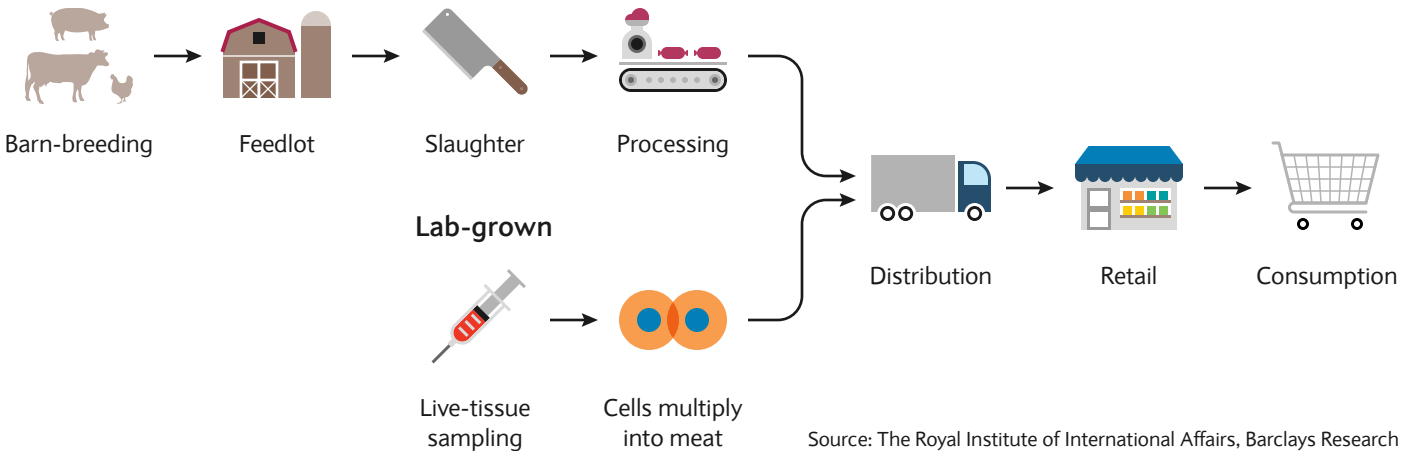 Barn-breeding
Feedlot
Slaughter
Processing
Lab-grown
Distribution
Retail
Consumption
Live-tissue
sampling
Cells multiply
into meat
Source: The Royal Institute of International Affairs, Barclays Research